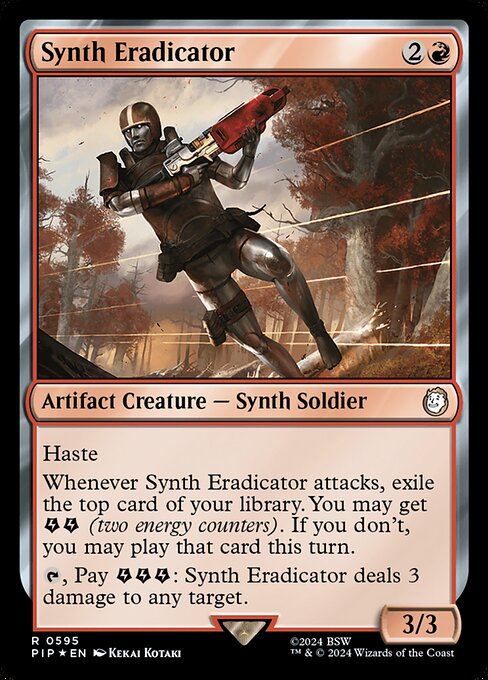 Synth Eradicator 2
Artifact Creature — Synth Soldier
Haste
Whenever Synth Eradicator attacks, exile
the top card of your library. You may get
(two energy counters). If you don't,
you may play that card this turn.
, Pay : Synth Eradicator deals 3
damage to any target.
3/3
R 0595
PIP ★ EN Kekai Kotaki
©2024 BSW
™ & © 2024 Wizards of the Coast